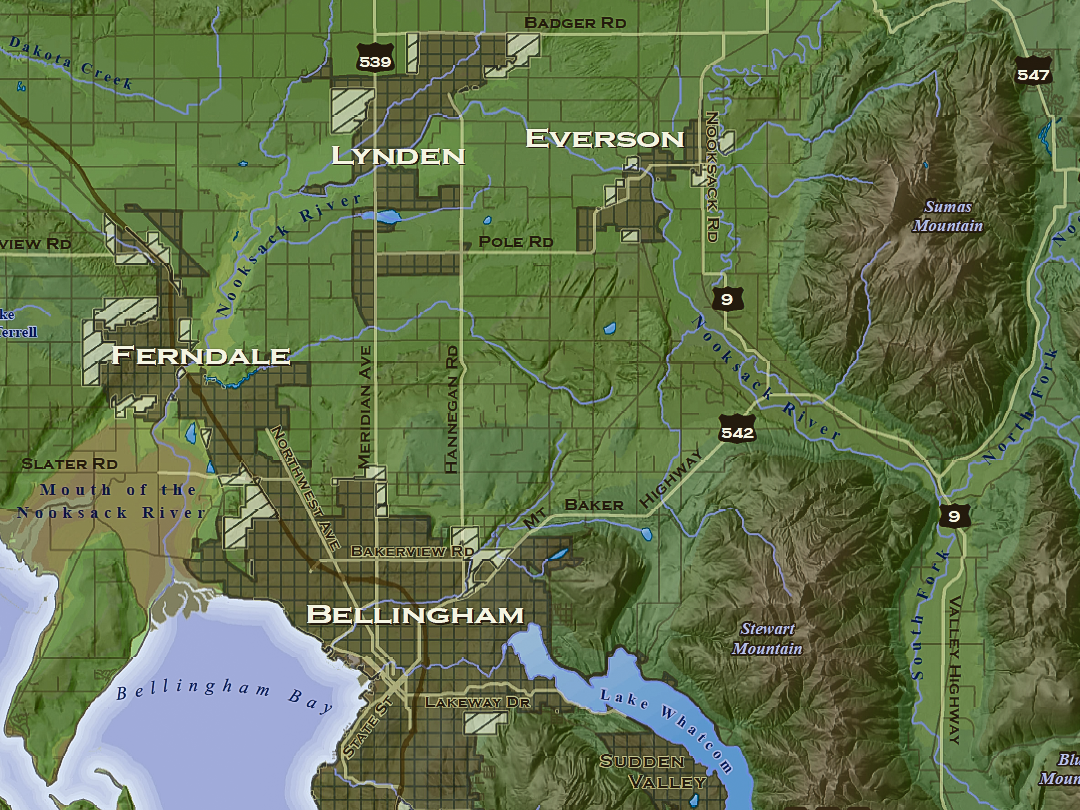 BADGER RD
Dakota Creek
539
547
EVERSON
LYNDEN
NOOKSACK RD
Nooksack River
Sumas
Mountain
VIEW RD
POLE RD
9
FERNDALE
MERIDIAN AVE
HANNEGAN RD
Nooksack River
North Fork
542
SLATER RD
Mouth of the
Nooksack River
NORTHWEST AVE
MT BAKER HIGHWAY
9
BAKERVIEW RD
BELLINGHAM
South Fork
VALLEY HIGHWAY
Stewart
Mountain
Bellingham Bay
STATE ST
LAKEWAY DR
Lake Whatcom
SUDDEN
VALLEY